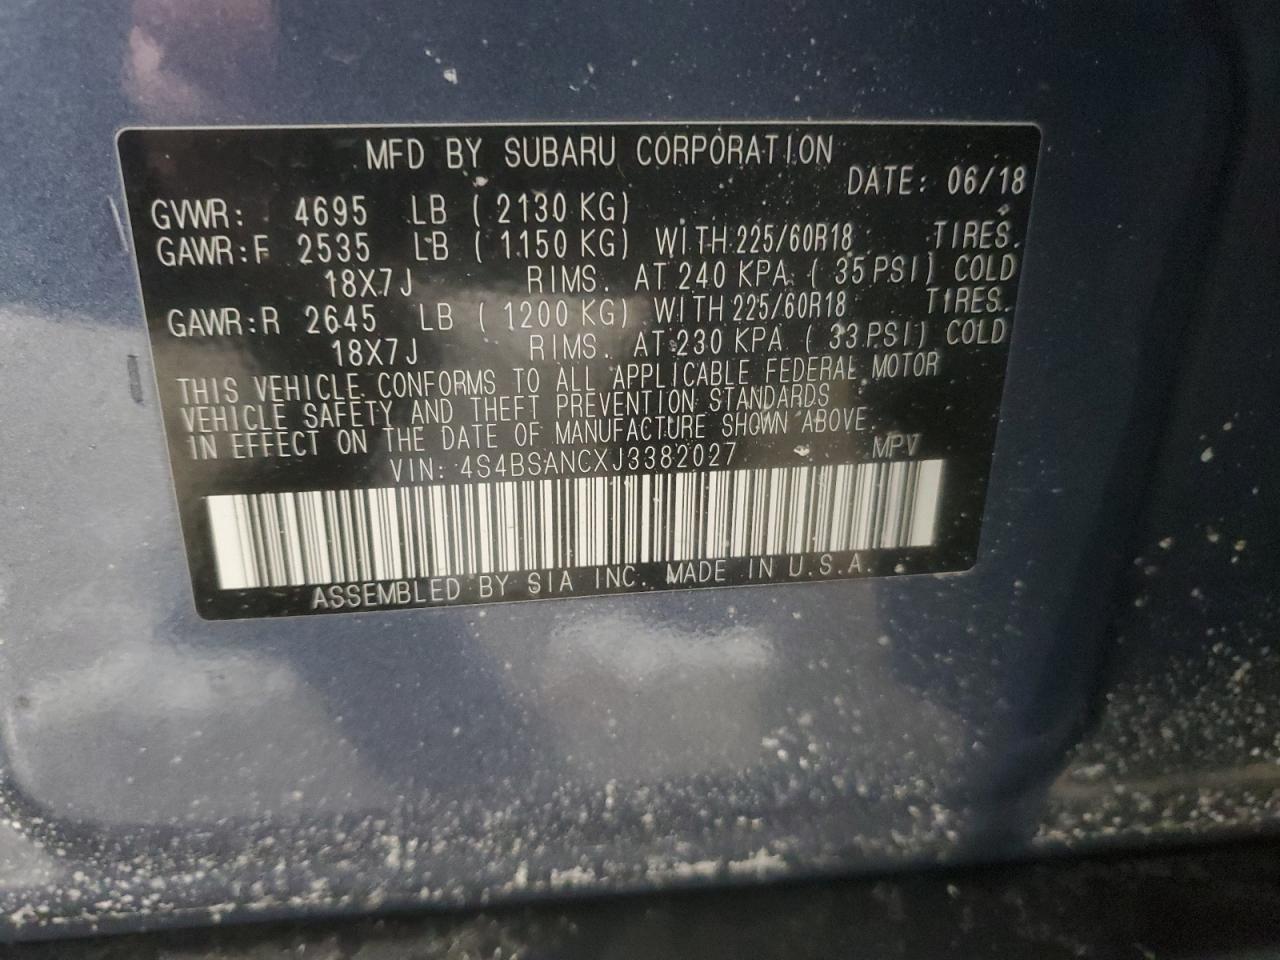 MFD BY SUBARU CORPORATION
DATE: 06/18
GVWR: 4695 LB (2130 KG)
GAWR:F 2535 LB (1150 KG) WITH 225/60R18 TIRES.
18X7J RIMS. AT 240 KPA (35 PSI) COLD
GAWR:R 2645 LB (1200 KG) WITH 225/60R18 TIRES.
18X7J RIMS. AT 230 KPA (33 PSI) COLD
THIS VEHICLE CONFORMS TO ALL APPLICABLE FEDERAL MOTOR
VEHICLE SAFETY AND THEFT PREVENTION STANDARDS
IN EFFECT ON THE DATE OF MANUFACTURE SHOWN ABOVE.
VIN: 4S4BSANCXJ3382027 MPV
ASSEMBLED BY SIA INC. MADE IN U.S.A.